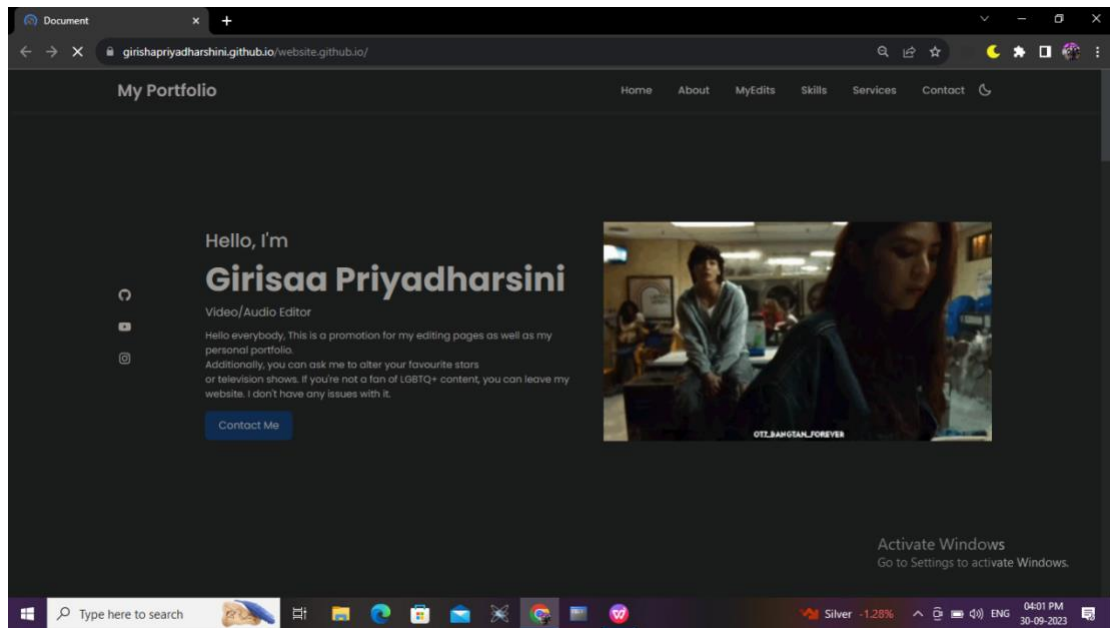 Document
girishapriyadharshini.github.io/website.github.io/
My Portfolio
Home About MyEdits Skills Services Contact
Hello, I'm
Girisaa Priyadharsini
Video/Audio Editor
Hello everybody, This is a promotion for my editing pages as well as my
personal portfolio.
Additionally, you can ask me to alter your favourite stars
or television shows. If you're not a fan of LGBTQ+ content, you can leave my
website. I don't have any issues with it.
Contact Me
OT7_BANGTAN_FOREVER
Activate Windows
Go to Settings to activate Windows.
Type here to search
Silver -1.28%
ENG
04:01 PM
30-09-2023